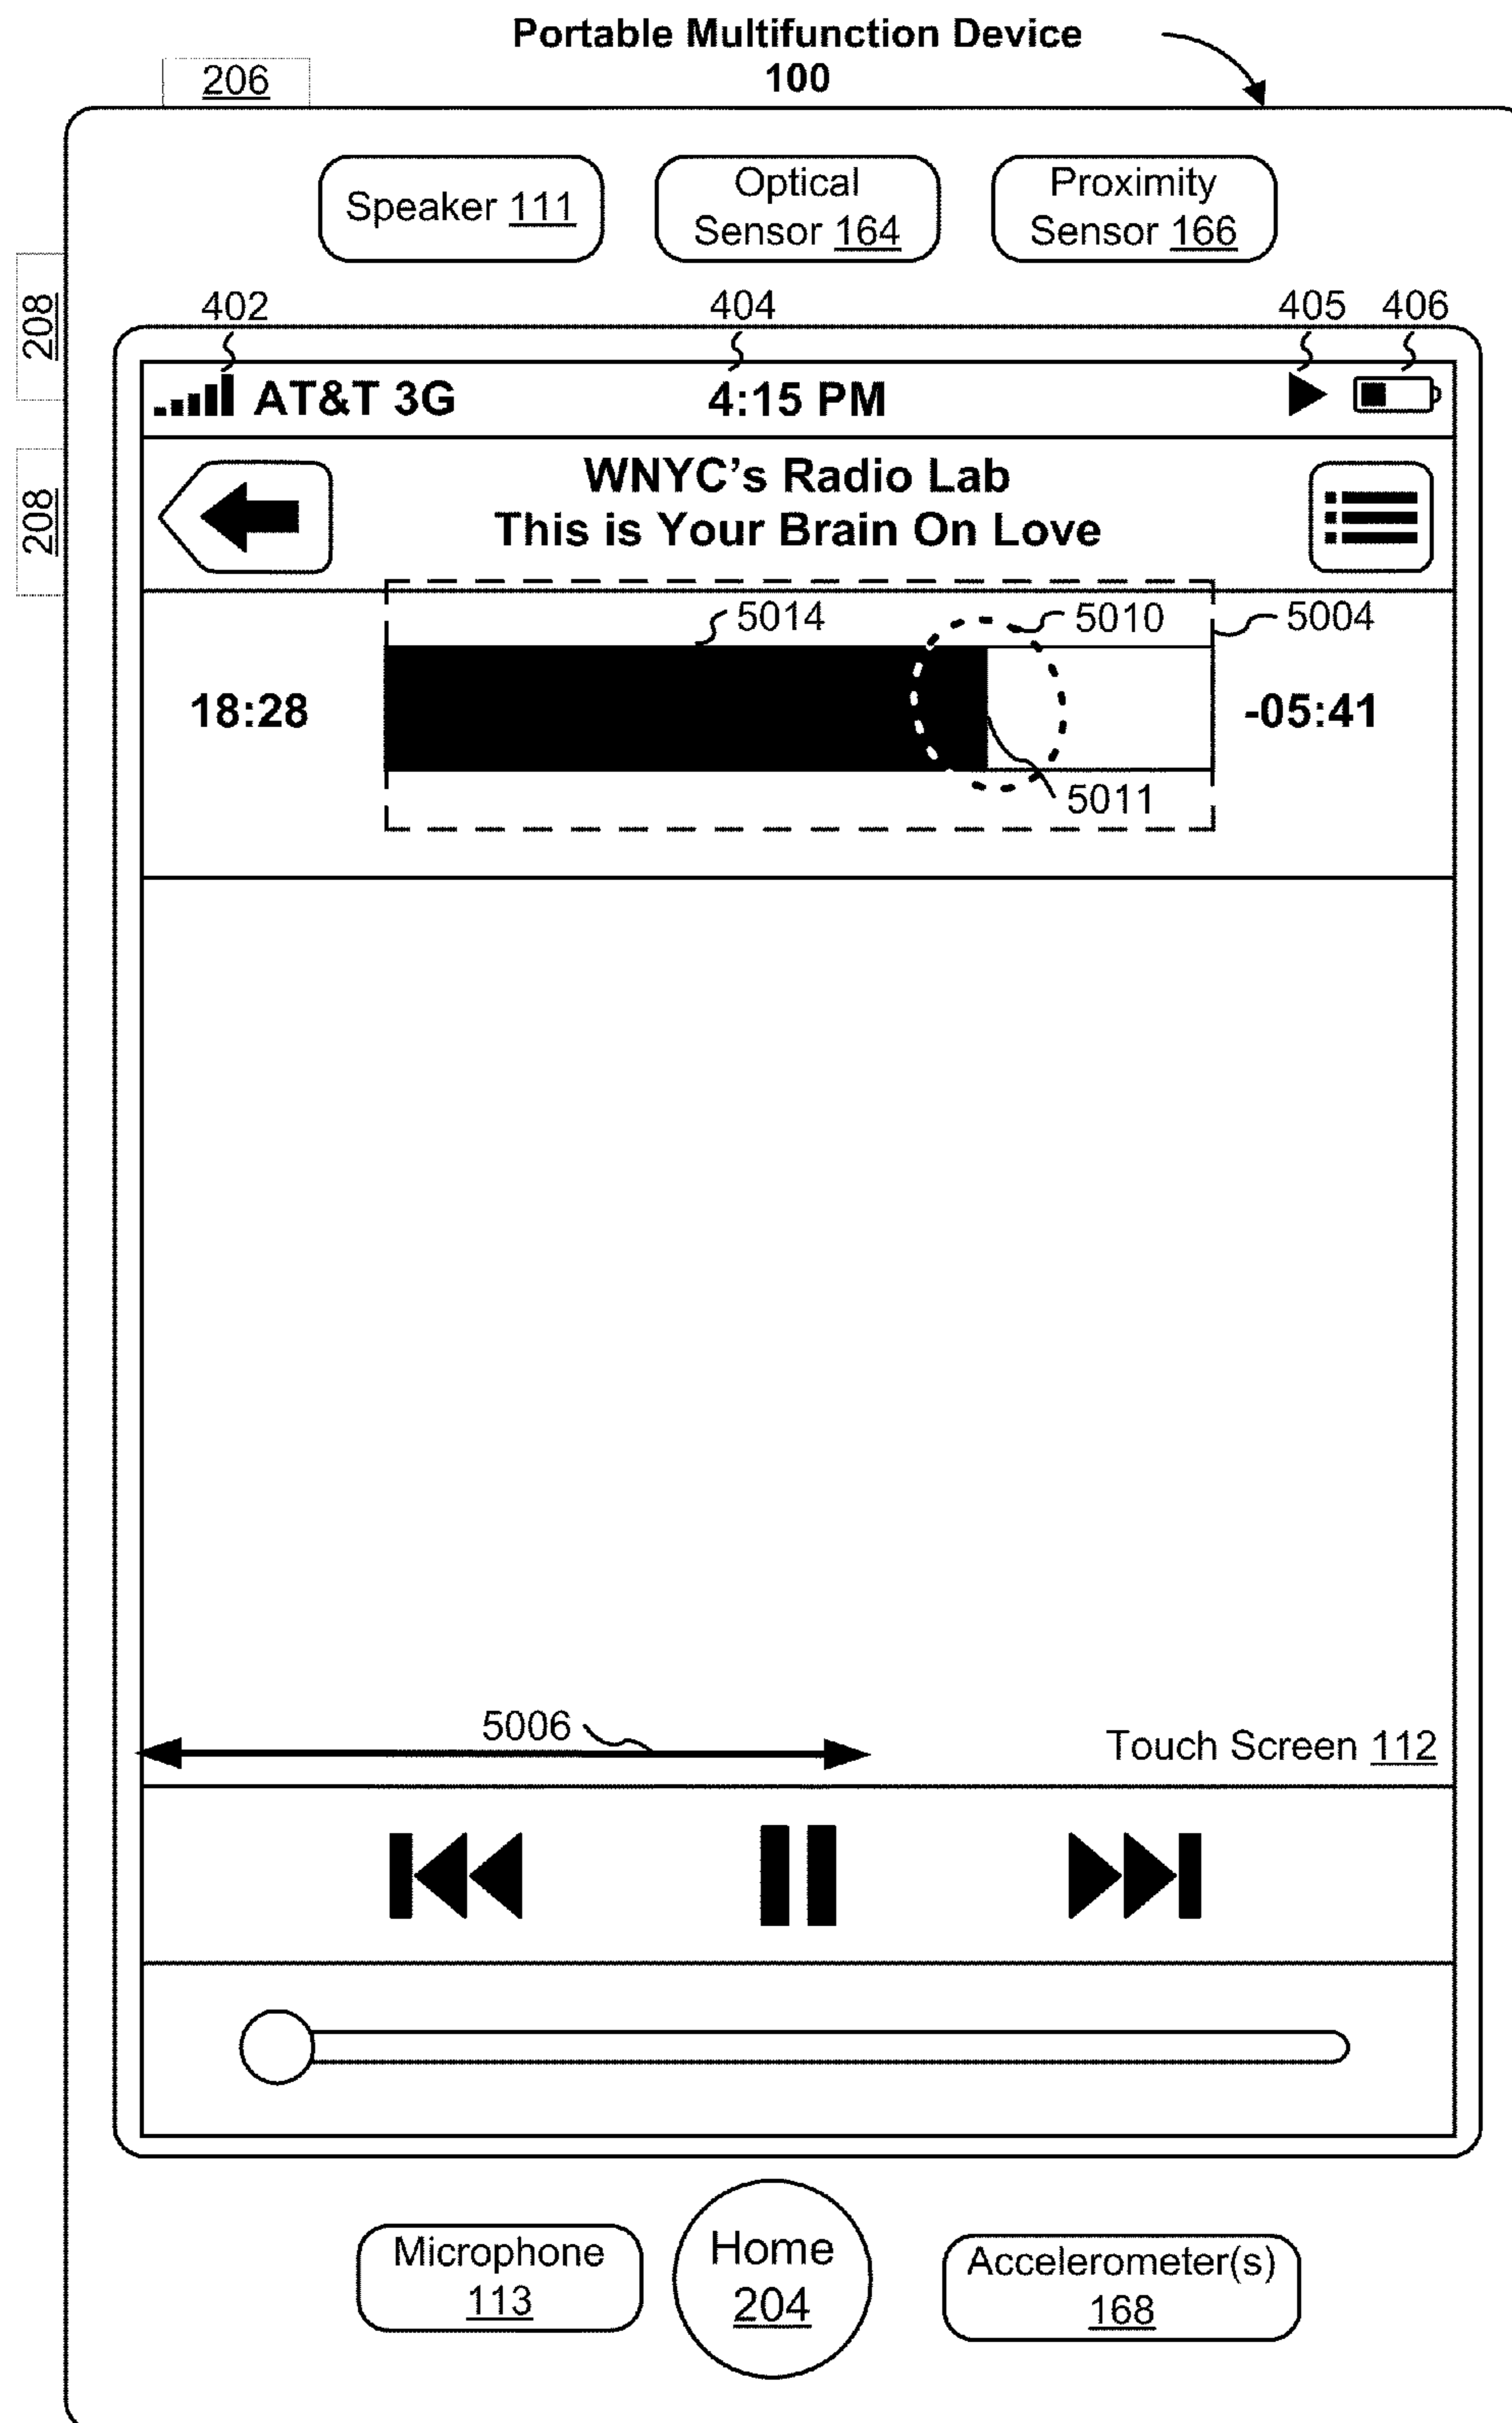 Portable Multifunction Device
100
206
Speaker 111
Optical
Sensor 164
Proximity
Sensor 166
208
402
404
405
406
AT&T 3G
4:15 PM
208
WNYC's Radio Lab
This is Your Brain On Love
5014
5010
5004
18:28
-05:41
5011
5006
Touch Screen 112
Microphone
113
Home
204
Accelerometer(s)
168